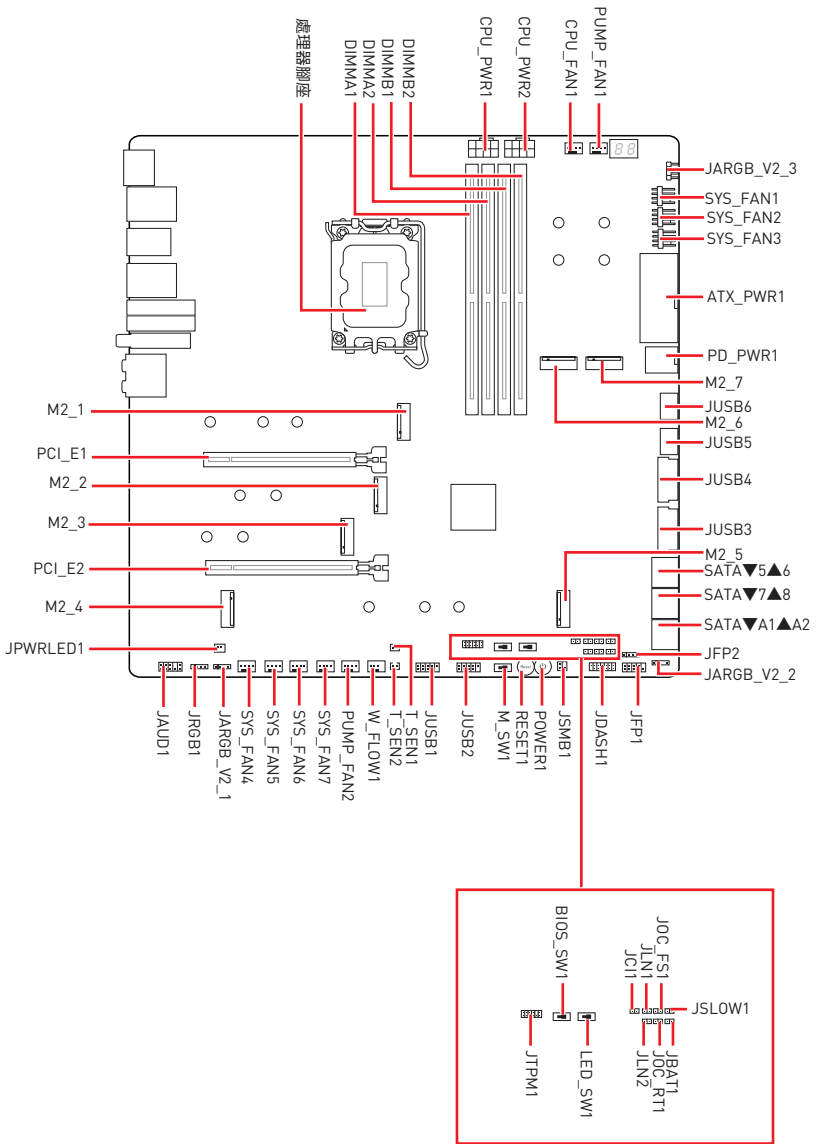 處理器腳座
DIMMA1
DIMMA2
DIMMB1
DIMMB2
CPU_PWR1
CPU_PWR2
CPU_FAN1
PUMP_FAN1
88
JARGB_V2_3
SYS_FAN1
SYS_FAN2
SYS_FAN3
ATX_PWR1
PD_PWR1
M2_7
JUSB6
M2_6
JUSB5
JUSB4
JUSB3
M2_5
SATA▼5▲6
SATA▼7▲8
SATA▼A1▲A2
JFP2
JARGB_V2_2
M2_1
PCI_E1
M2_2
M2_3
PCI_E2
M2_4
JPWRLED1
Reset
JAUD1
JRGB1
JARGB_V2_1
SYS_FAN4
SYS_FAN5
SYS_FAN6
SYS_FAN7
PUMP_FAN2
W_FLOW1
T_SEN2
T_SEN1
JUSB1
JUSB2
M_SW1
RESET1
POWER1
JSMB1
JDASH1
JFP1
BIOS_SW1
JCI1
JLN1
JOC_FS1
JSLOW1
JTPM1
LED_SW1
JLN2
JOC_RT1
JBAT1